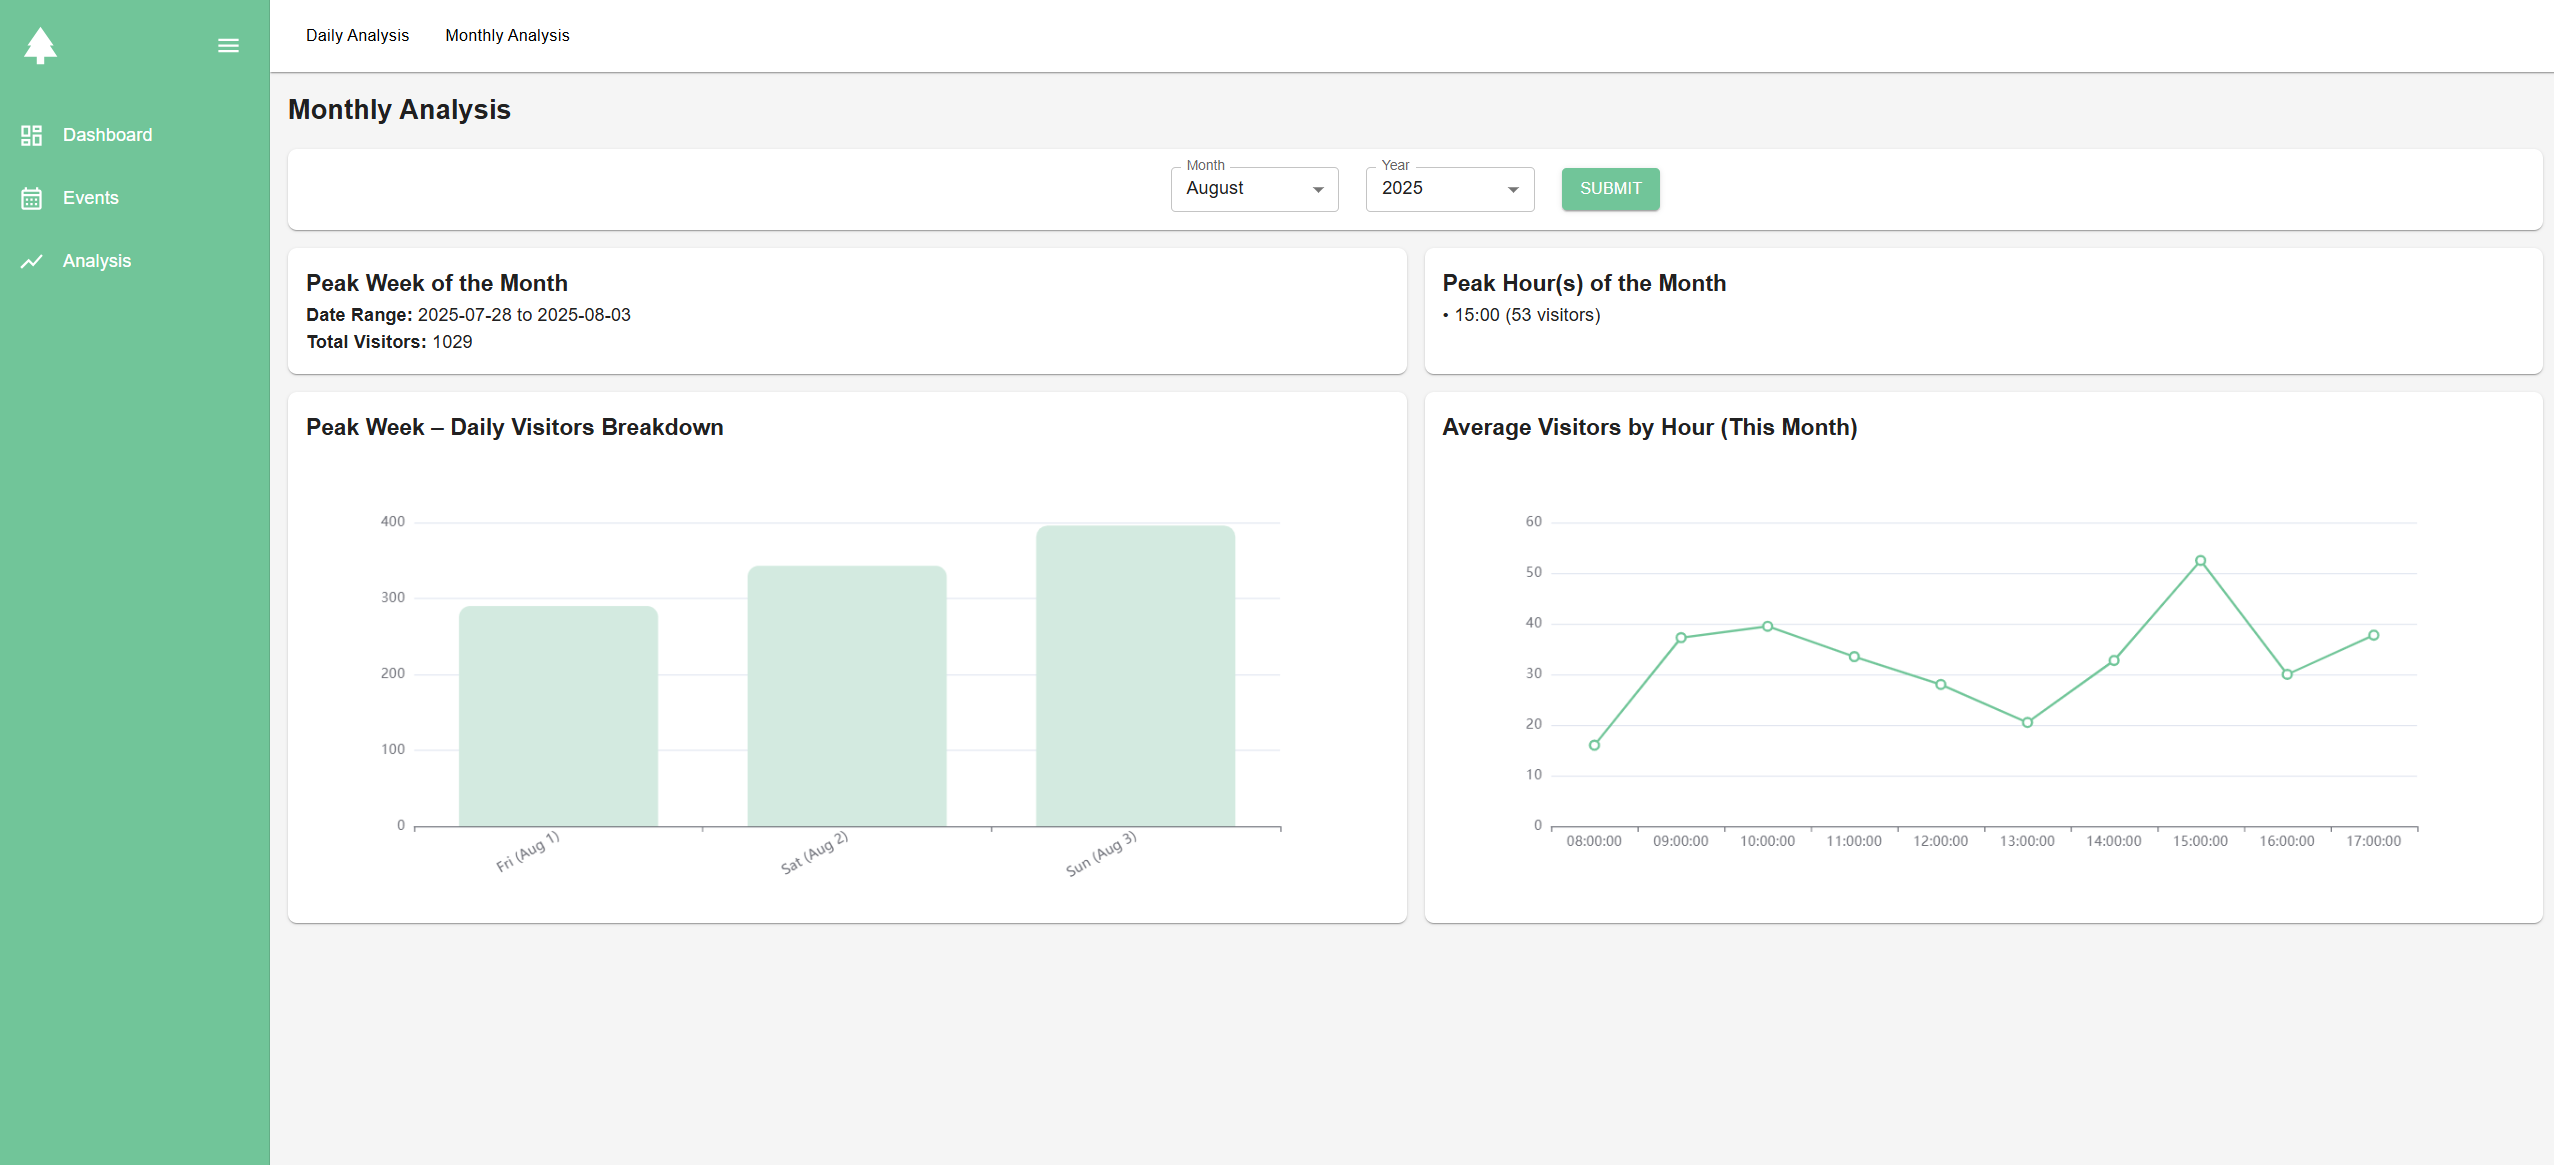 Daily Analysis
Monthly Analysis
Dashboard
Events
Analysis
Monthly Analysis
Month
August
Year
2025
SUBMIT
Peak Week of the Month
Date Range: 2025-07-28 to 2025-08-03
Total Visitors: 1029
Peak Hour(s) of the Month
• 15:00 (53 visitors)
Peak Week – Daily Visitors Breakdown
400
300
200
100
0
Fri (Aug 1)
Sat (Aug 2)
Sun (Aug 3)
Average Visitors by Hour (This Month)
60
50
40
30
20
10
0
08:00:00
09:00:00
10:00:00
11:00:00
12:00:00
13:00:00
14:00:00
15:00:00
16:00:00
17:00:00